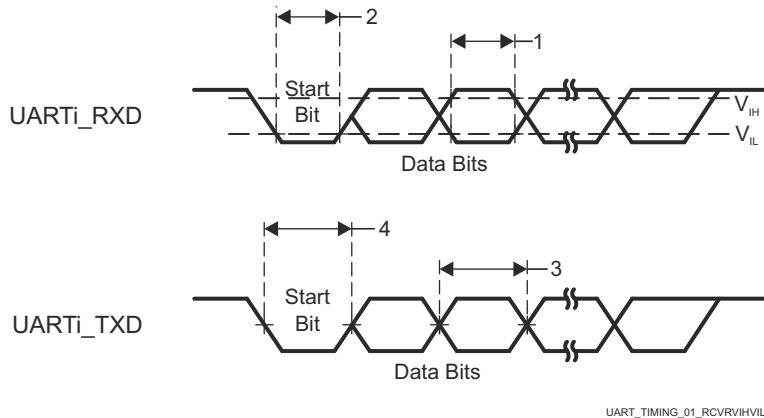 2
1
Start
Bit
UARTi_RXD
VIH
VIL
Data Bits
4
3
Start
Bit
UARTi_TXD
Data Bits
UART_TIMING_01_RCVRVIHVIL